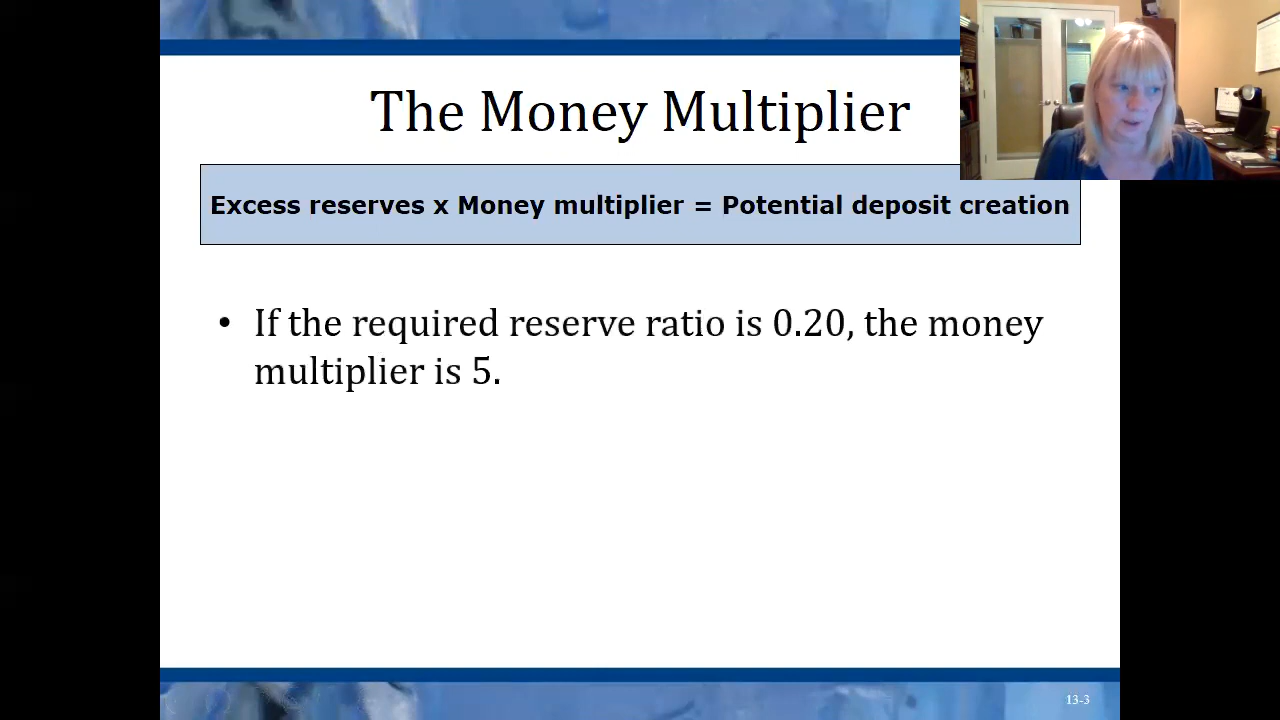 The Money Multiplier
Excess reserves x Money multiplier = Potential deposit creation
• If the required reserve ratio is 0.20, the money
multiplier is 5.
13-3